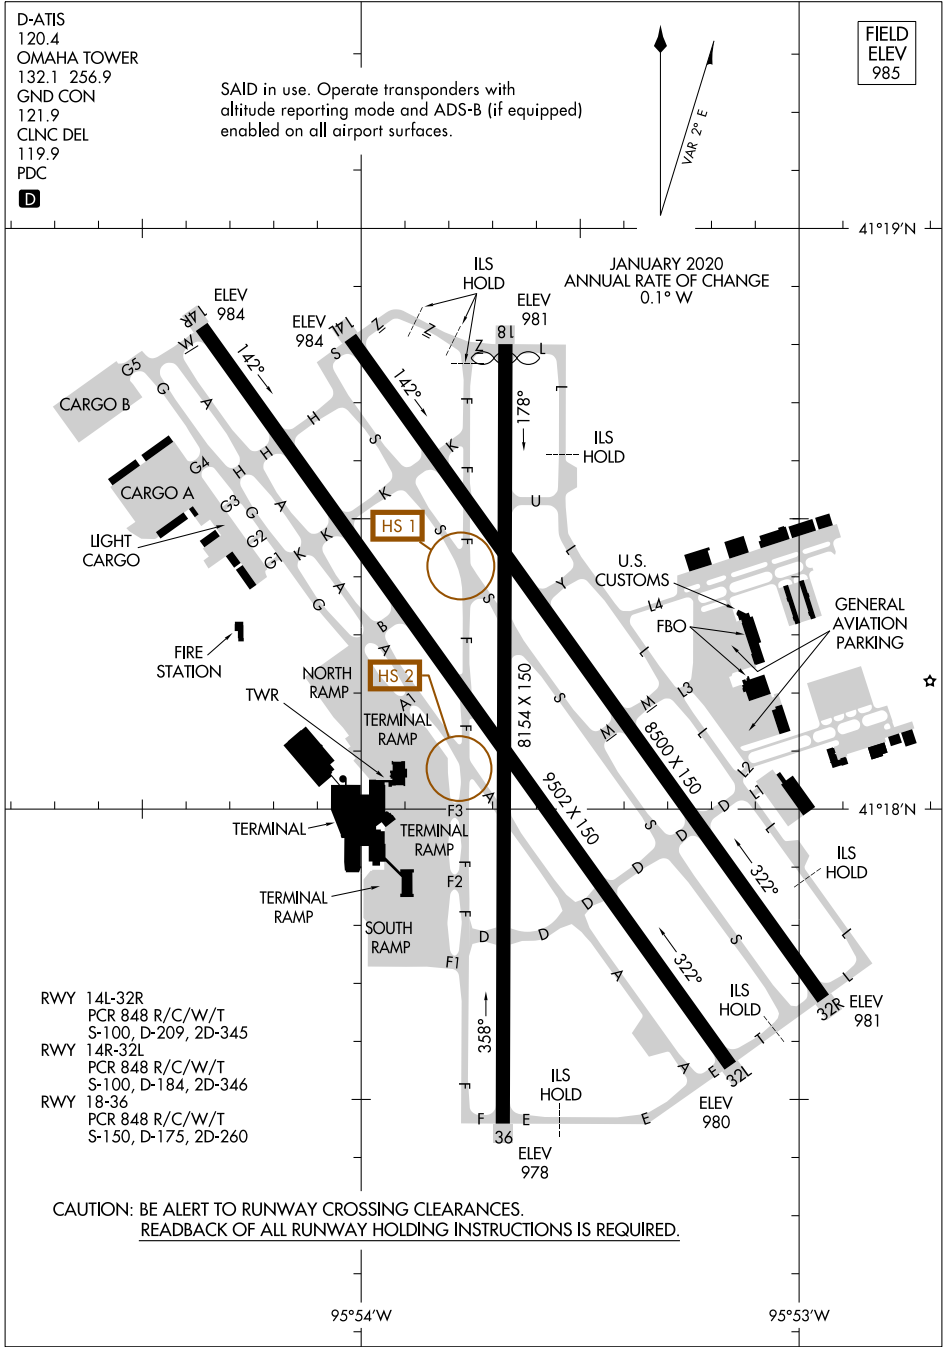 D-ATIS
120.4
OMAHA TOWER
132.1 256.9
GND CON
121.9
CLNC DEL
119.9
PDC
D
SAID in use. Operate transponders with
altitude reporting mode and ADS-B (if equipped)
enabled on all airport surfaces.
VAR 2° E
FIELD
ELEV
985
41°19'N
JANUARY 2020
ANNUAL RATE OF CHANGE
0.1° W
ILS
HOLD
ELEV
984
ELEV
984
ELEV
981
14R
14L
18
W
S
Z
Z
Z
L
142°
142°
178°
G5
G
A
H
S
K
F
F
L
CARGO B
ILS
HOLD
G4
H
H
CARGO A
G3
G
A
K
U
HS 1
S
F
LIGHT
CARGO
G2
G1
K
K
L
Y
U.S.
CUSTOMS
G
A
S
L4
FBO
GENERAL
AVIATION
PARKING
FIRE
STATION
B
A
F
L
NORTH
RAMP
HS 2
TWR
A1
TERMINAL
RAMP
F
8154 X 150
S
M
M
L3
L
8500 X 150
A
9502 X 150
L2
L1
D
L
41°18'N
F3
TERMINAL
TERMINAL
RAMP
S
D
D
ILS
HOLD
F
F2
D
322°
TERMINAL
RAMP
SOUTH
RAMP
F
D
D
S
L
F1
A
322°
L
RWY 14L-32R
PCR 848 R/C/W/T
S-100, D-209, 2D-345
RWY 14R-32L
PCR 848 R/C/W/T
S-100, D-184, 2D-346
RWY 18-36
PCR 848 R/C/W/T
S-150, D-175, 2D-260
358°
ILS
HOLD
T
32R
ELEV
981
F
ILS
HOLD
A
E
32L
F
E
E
ELEV
980
36
ELEV
978
CAUTION: BE ALERT TO RUNWAY CROSSING CLEARANCES.
READBACK OF ALL RUNWAY HOLDING INSTRUCTIONS IS REQUIRED.
95°54'W
95°53'W